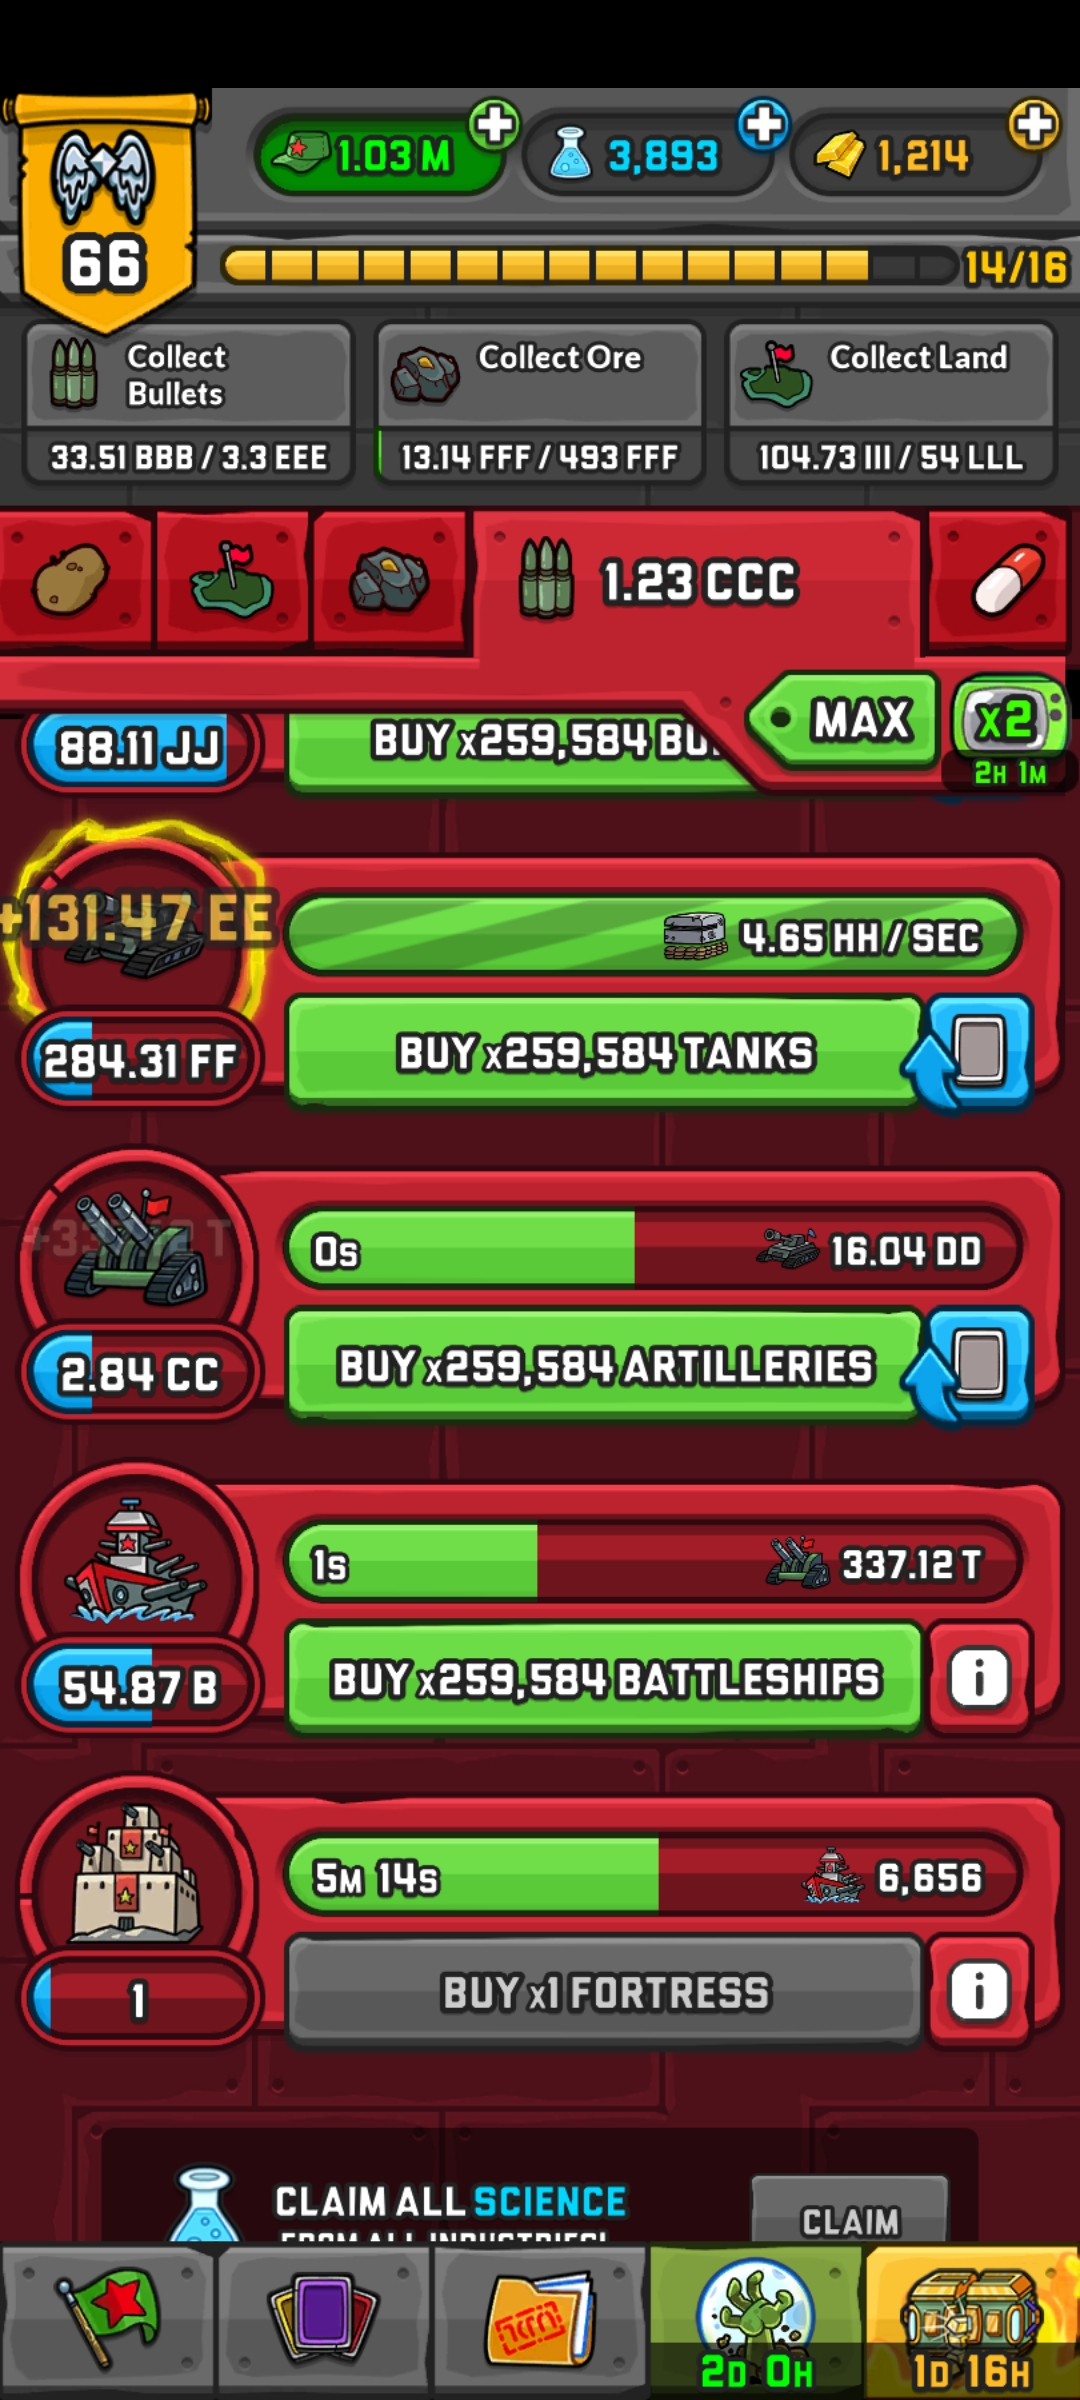 66
1.03 M
3,893
1,214
14/16
Collect
Bullets
33.51 BBB / 3.3 EEE
Collect Ore
13.14 FFF / 493 FFF
Collect Land
104.73 III / 54 LLL
1.23 CCC
MAX
x2
2H 1M
88.11 JJ
BUY x259,584
+131.47 EE
4.65 HH / SEC
284.31 FF
BUY x259,584 TANKS
0s
16.04 DD
2.84 CC
BUY x259,584 ARTILLERIES
1s
337.12 T
54.87 B
BUY x259,584 BATTLESHIPS
i
5M 14s
6,656
1
BUY x1 FORTRESS
i
CLAIM ALL SCIENCE
FROM ALL INDUSTRIES!
CLAIM
2D 0H
1D 16H